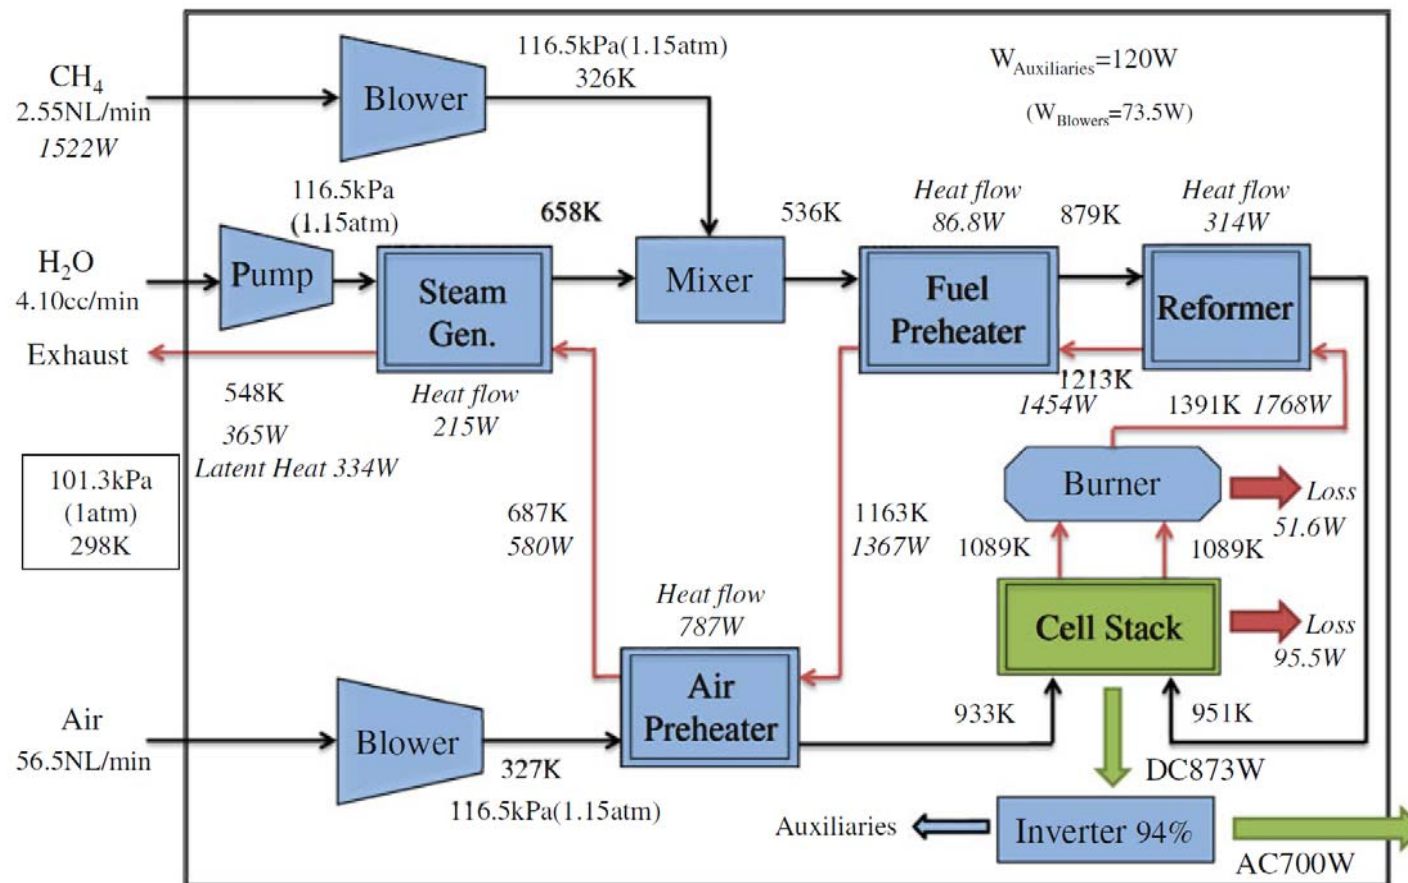 CH₄
2.55NL/min
1522W
Blower
116.5kPa(1.15atm)
326K
W_Auxiliaries=120W
(W_Blowers=73.5W)
116.5kPa
(1.15atm)
H₂O
4.10cc/min
Pump
Steam
Gen.
658K
Mixer
536K
Heat flow
86.8W
Fuel
Preheater
879K
Heat flow
314W
Reformer
Exhaust
548K
365W
Latent Heat 334W
Heat flow
215W
1213K
1454W
1391K 1768W
101.3kPa
(1atm)
298K
687K
580W
1163K
1367W
Burner
Loss
51.6W
1089K
1089K
Heat flow
787W
Cell Stack
Loss
95.5W
Air
56.5NL/min
Blower
327K
116.5kPa(1.15atm)
Air
Preheater
933K
951K
DC873W
Auxiliaries
Inverter 94%
AC700W